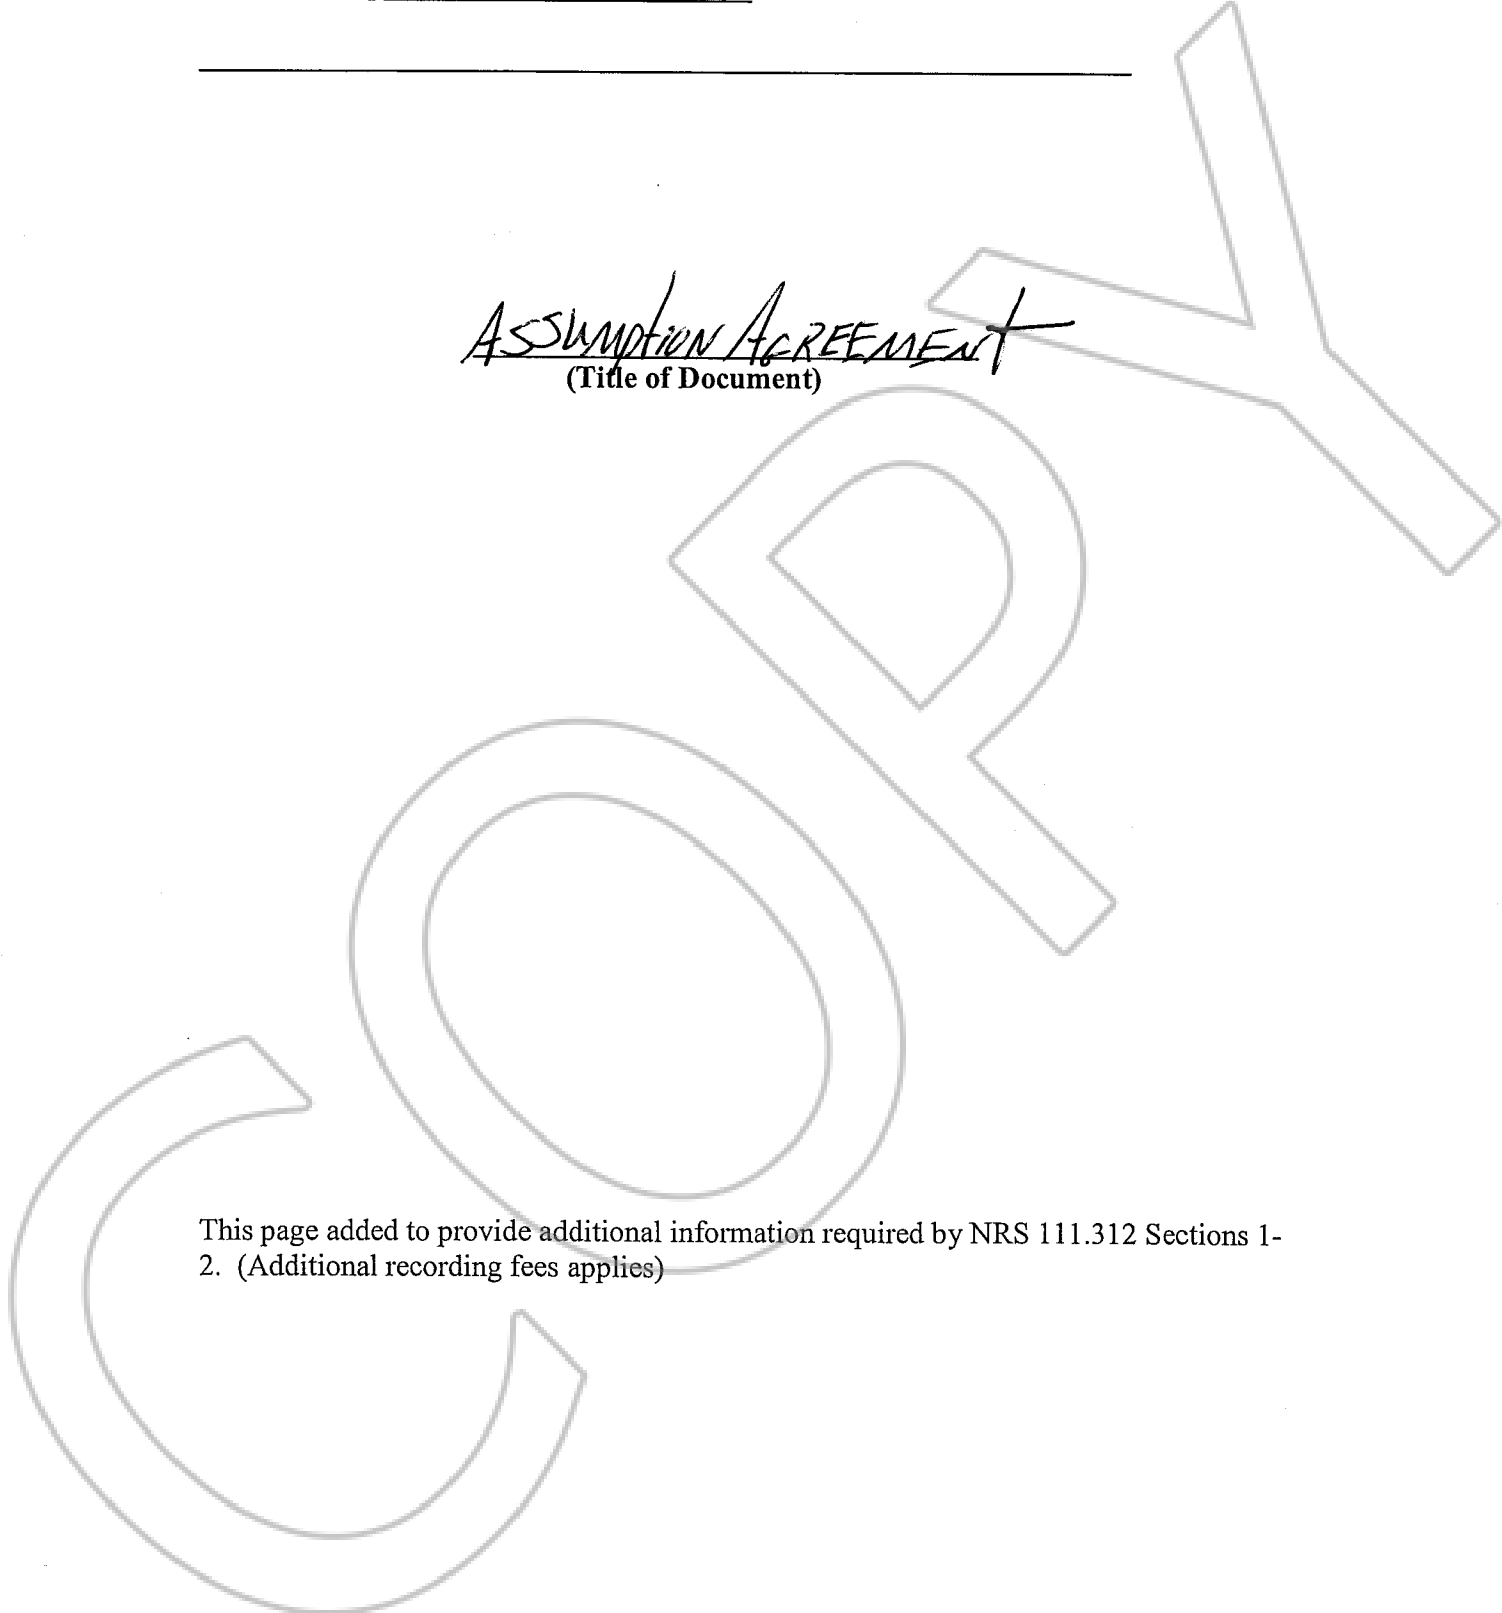 Assumption Agreement
(Title of Document)
COPY
This page added to provide additional information required by NRS 111.312 Sections 1-
2. (Additional recording fees applies)